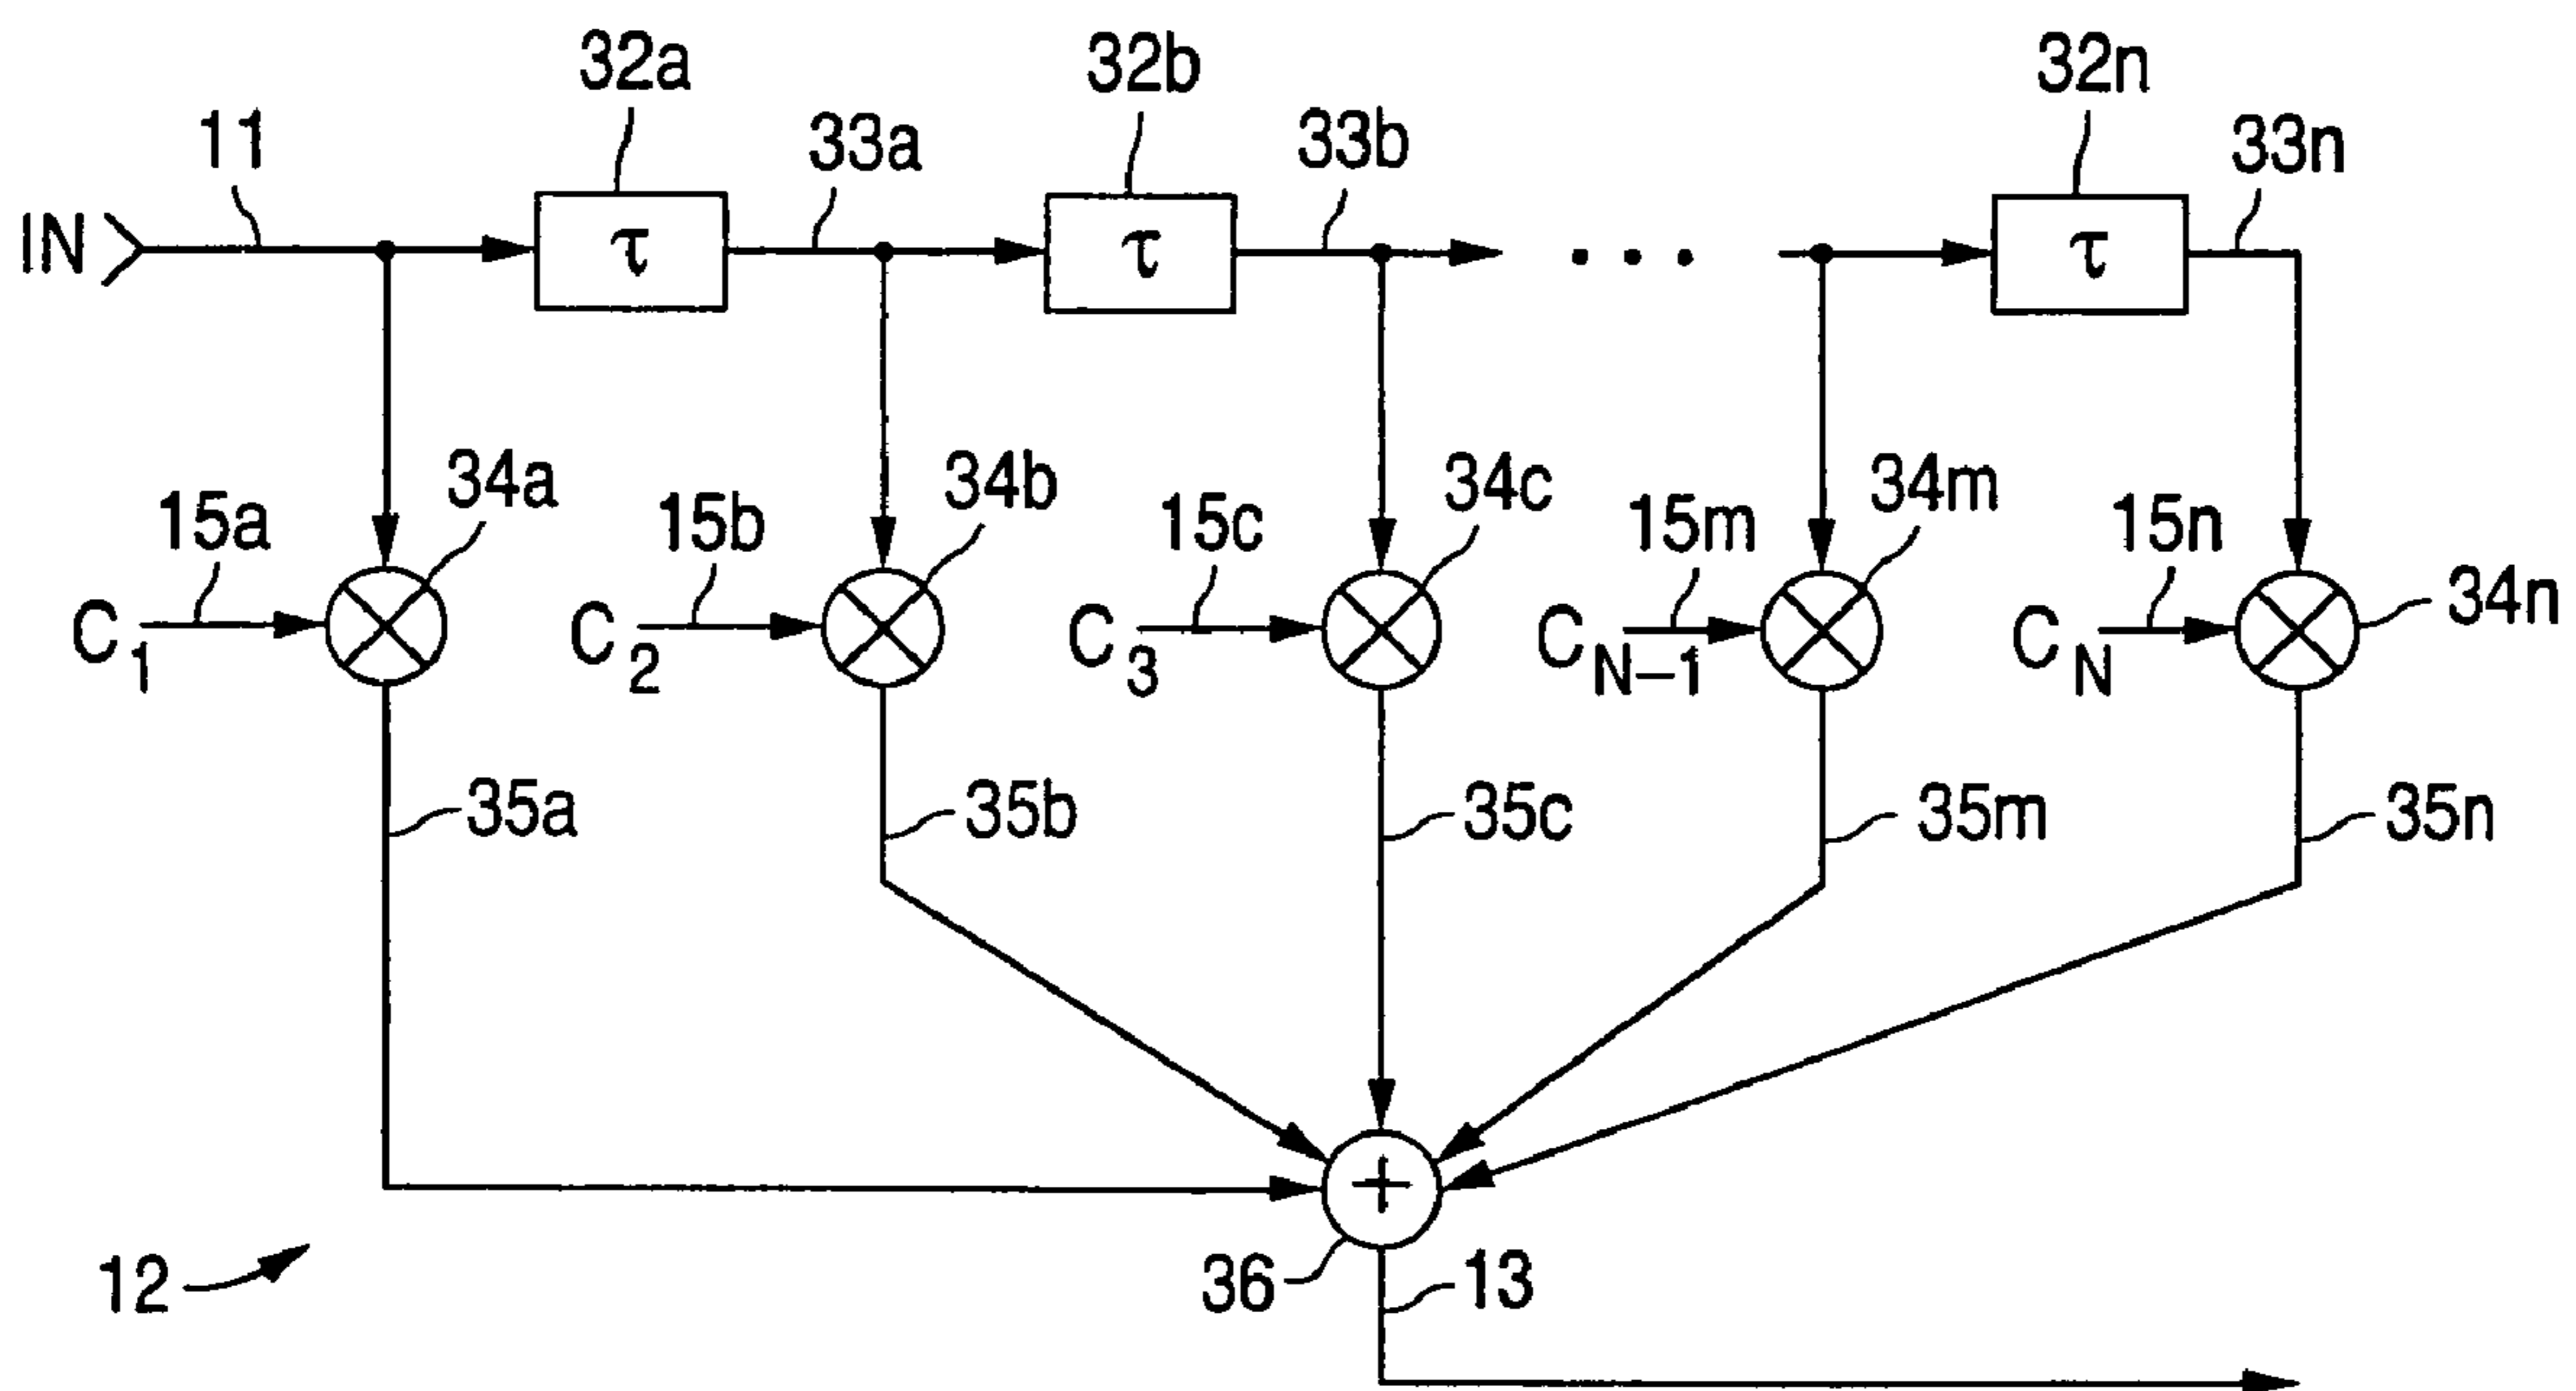 32a 32b 32n
11 33a 33b 33n
IN τ τ . . . τ
34a 34b 34c 34m
15a 15b 15c 15m 15n
C1 C2 C3 CN–1 CN 34n
35a 35b 35c 35m 35n
+
12 36 13